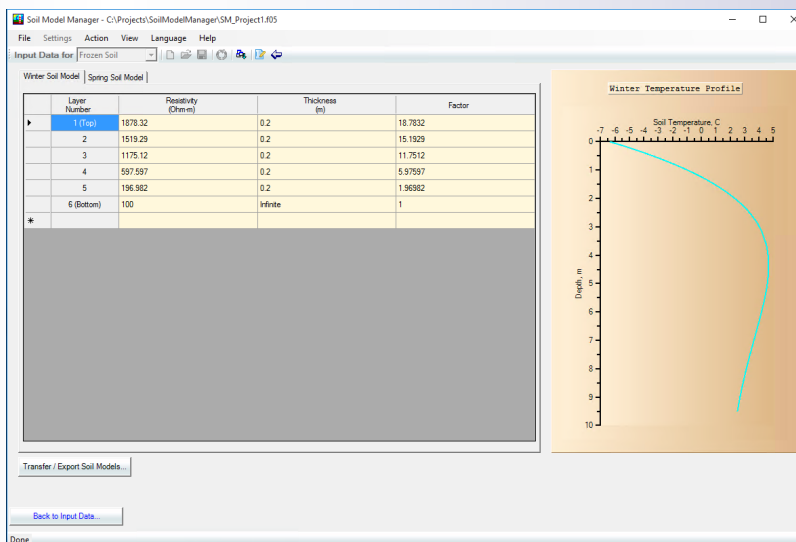 Soil Model Manager - C:\Projects\SoilModelManager\SM_Project1.f05
File Settings Action View Language Help
Input Data for Frozen Soil
Winter Soil Model Spring Soil Model
Layer Number Resistivity (Ohm-m) Thickness (m) Factor
1 (Top) 1878.32 0.2 18.7832
2 1519.29 0.2 15.1929
3 1175.12 0.2 11.7512
4 597.597 0.2 5.97597
5 196.982 0.2 1.96982
6 (Bottom) 100 Infinite 1
Winter Temperature Profile
Soil Temperature, C
-7 -6 -5 -4 -3 -2 -1 0 1 2 3 4 5
0
1
2
3
4
Depth, m
5
6
7
8
9
10
Transfer / Export Soil Models...
Back to Input Data...
Done